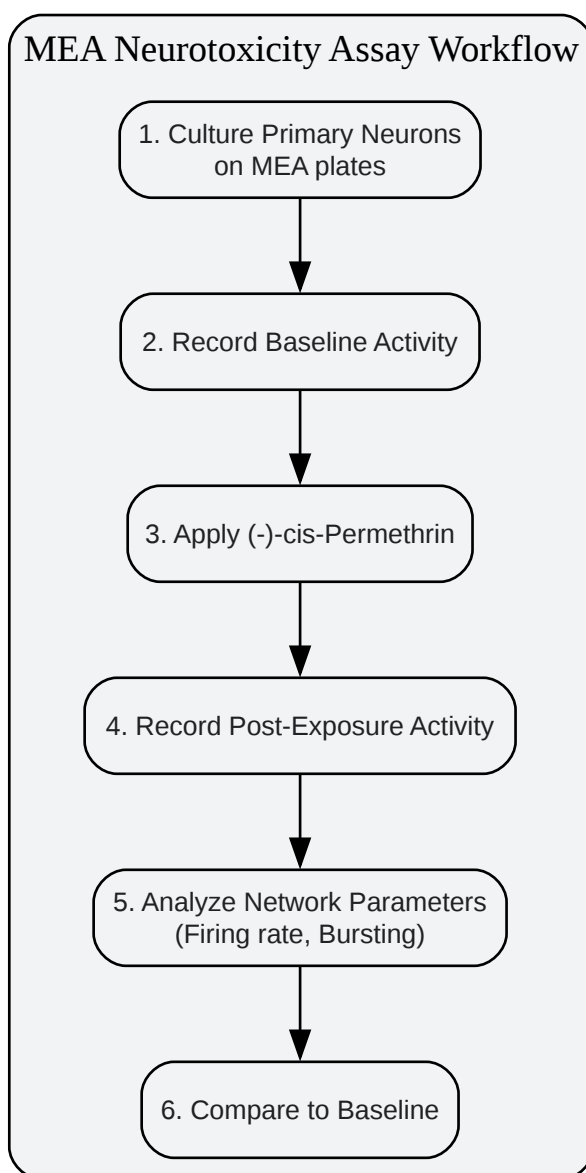 MEA Neurotoxicity Assay Workflow
1. Culture Primary Neurons
on MEA plates
2. Record Baseline Activity
3. Apply (-)-cis-Permethrin
4. Record Post-Exposure Activity
5. Analyze Network Parameters
(Firing rate, Bursting)
6. Compare to Baseline